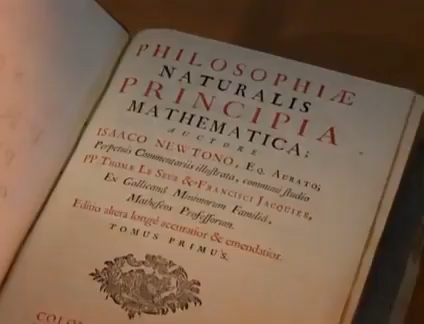 PHILOSOPHIÆ
NATURALIS
PRINCIPIA
MATHEMATICA;
AUCTORE
ISAACO NEWTONO, EQ. AURATO;
Perpetuis Commentariis illustrata, communi studio
PP. THOMÆ LE SEUR & FRANCISCI JACQUIER,
Ex Gallicanâ Minimorum Familiâ,
Matheseos Professorum.
Editio altera longè accuratior & emendatior.
TOMUS PRIMUS.